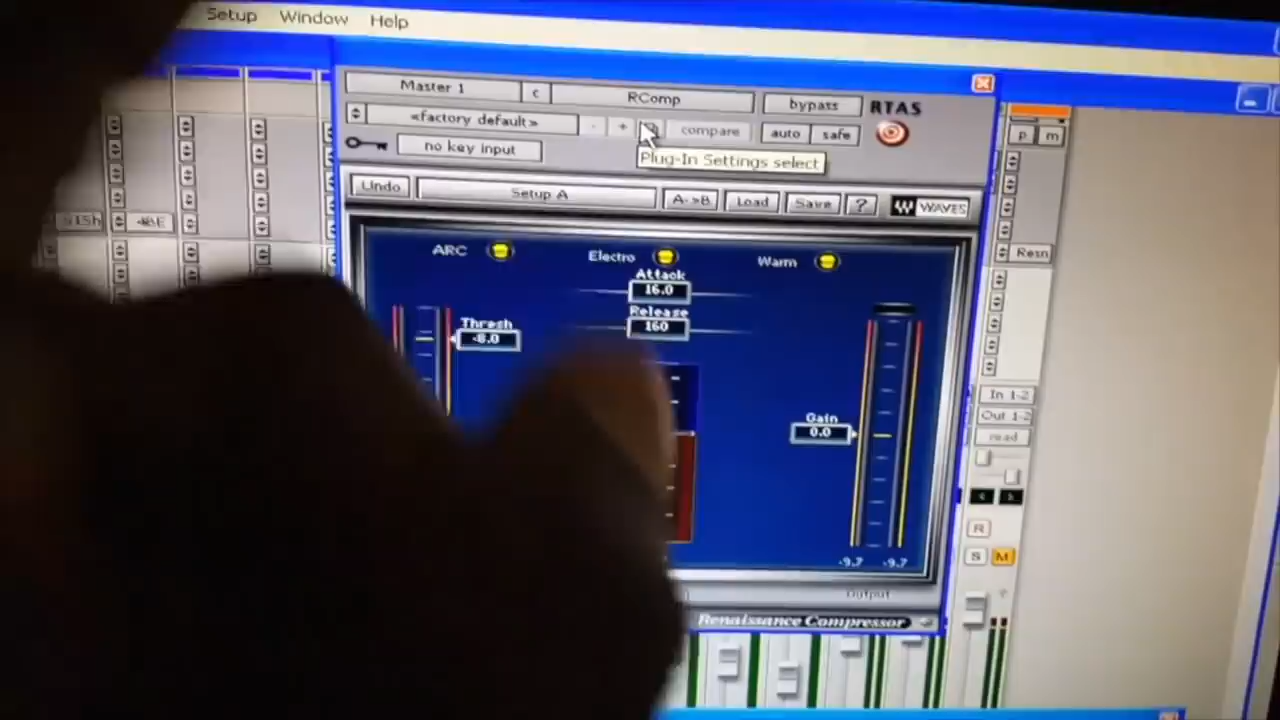 Setup Window Help
Master 1 c RComp bypass RTAS
<factory default> - + compare auto safe
no key input
Plug-In Settings select
Undo Setup A A->B Load Save ? W WAVES
ARC Electro Warm
Attack
16.0
Release
160
Thresh
-8.0
Gain
0.0
-9.7 -9.7
Output
Renaissance Compressor
p m
Resn
In 1-2
Out 1-2
read
R
S M